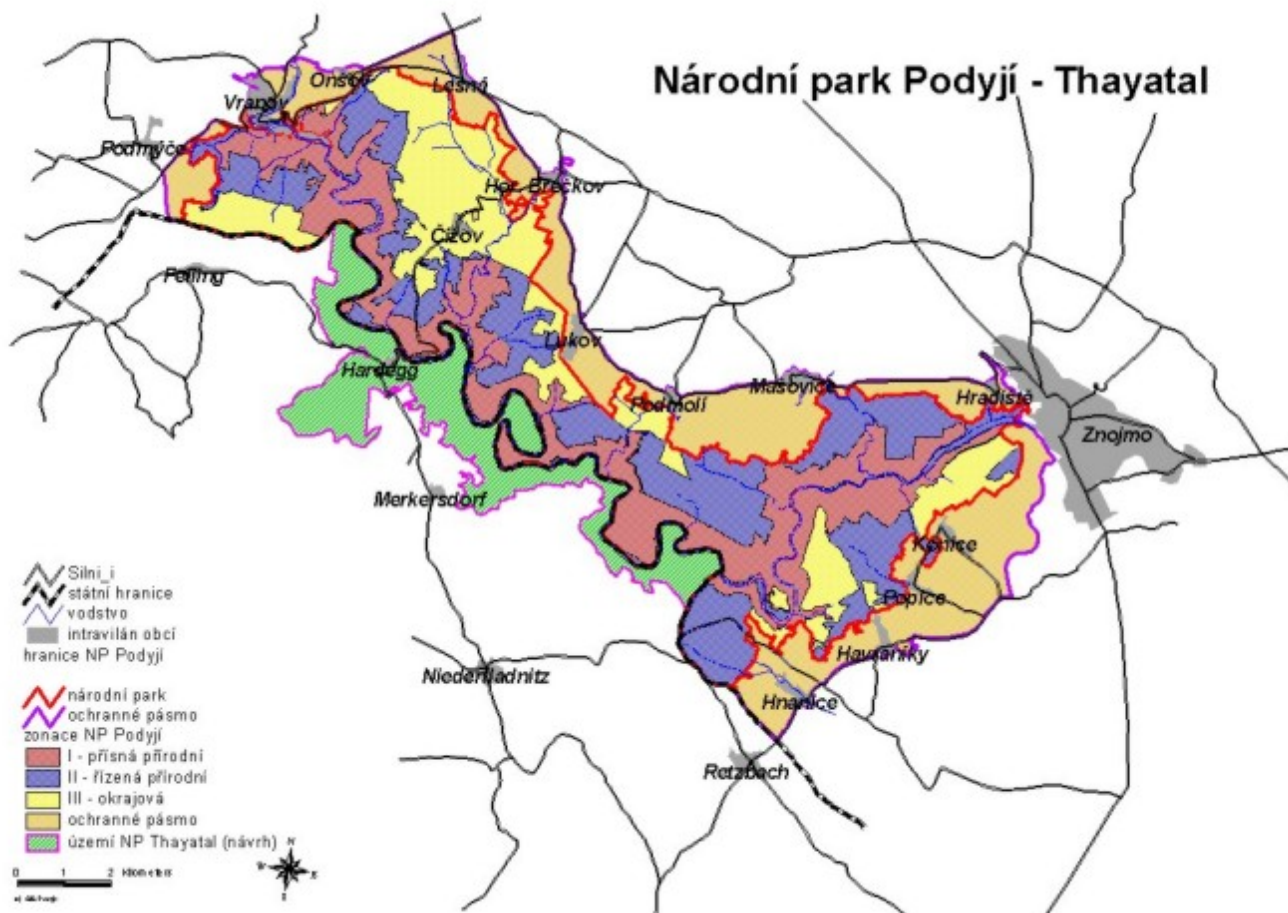 Národní park Podyjí - Thayatal
Onšov
Lesná
Vranov
Podmýče
Hor. Břečkov
Čížov
Felling
Lukov
Hardegg
Mašovice
Hradiště
Podmolí
Znojmo
Merkersdorf
Konice
Popice
Havraníky
Niederfladnitz
Hnanice
Retzbach
Silni_i
státní hranice
vodstvo
intravilán obcí
hranice NP Podyjí
národní park
ochranné pásmo
zonace NP Podyjí
I - přísná přírodní
II - řízená přírodní
III - okrajová
ochranné pásmo
území NP Thayatal (návrh)
N
W
0 1 2 kilometers